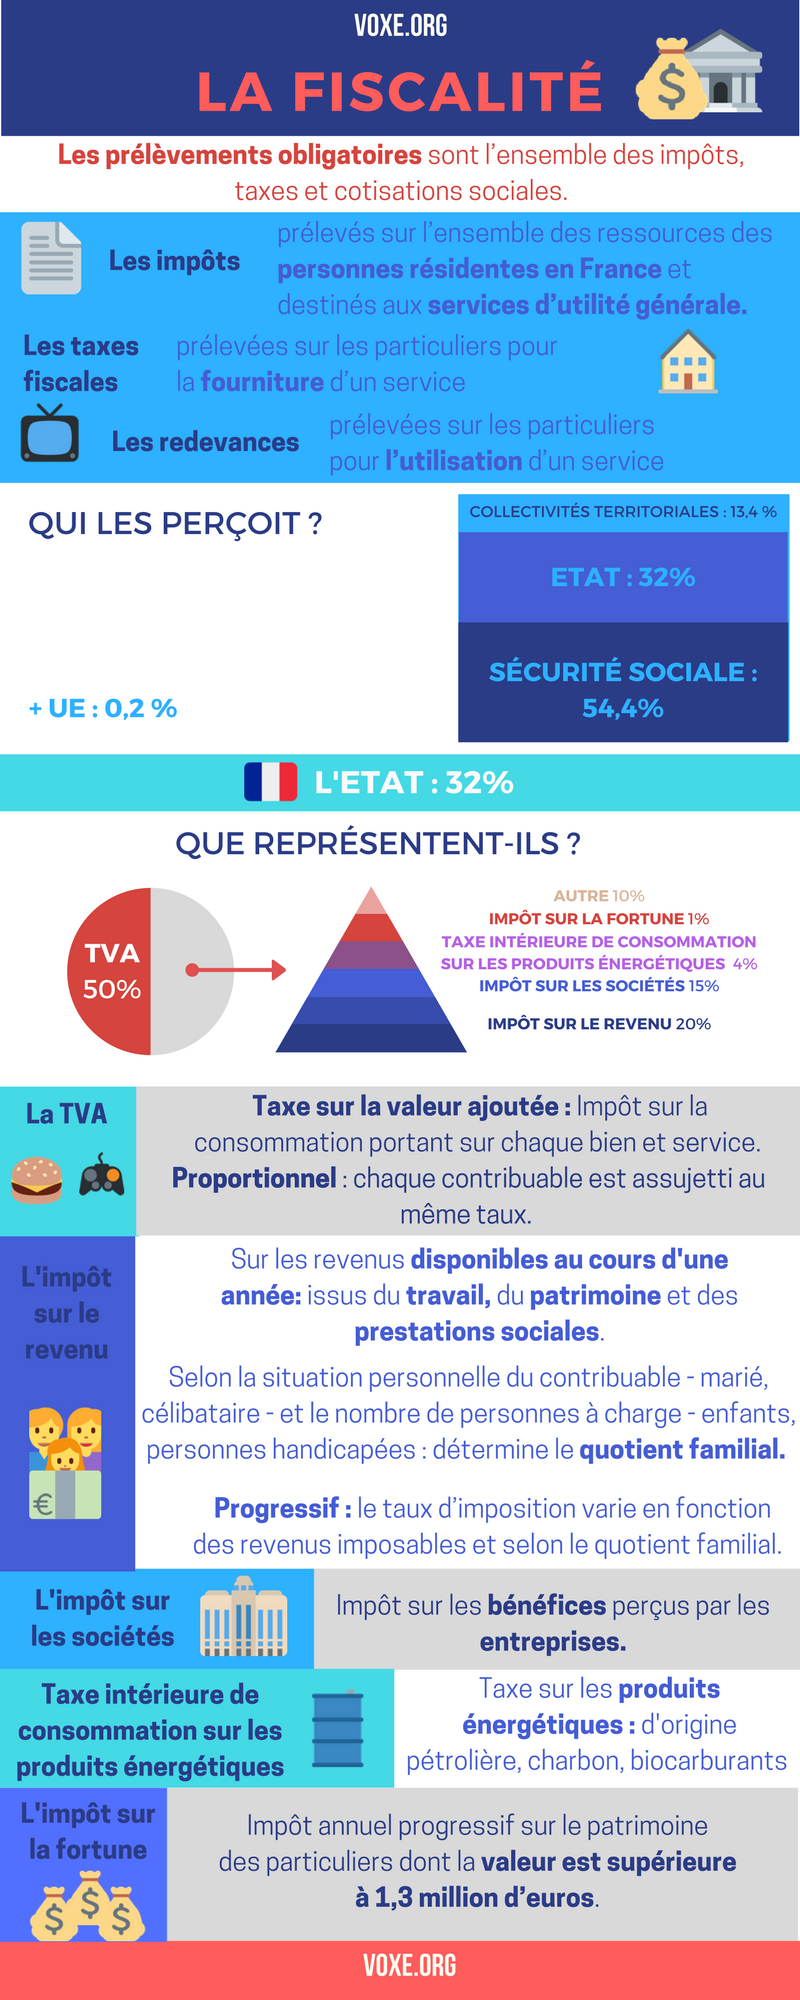 VOXE.ORG
LA FISCALITÉ
Les prélèvements obligatoires sont l'ensemble des impôts,
taxes et cotisations sociales.
Les impôts
prélevés sur l'ensemble des ressources des
personnes résidentes en France et
destinés aux services d'utilité générale.
Les taxes
fiscales
prélevées sur les particuliers pour
la fourniture d'un service
Les redevances
prélevées sur les particuliers
pour l'utilisation d'un service
QUI LES PERÇOIT ?
+ UE : 0,2 %
COLLECTIVITÉS TERRITORIALES : 13,4 %
ETAT : 32%
SÉCURITÉ SOCIALE :
54,4%
L'ETAT : 32%
QUE REPRÉSENTENT-ILS ?
TVA
50%
AUTRE 10%
IMPÔT SUR LA FORTUNE 1%
TAXE INTÉRIEURE DE CONSOMMATION
SUR LES PRODUITS ÉNERGÉTIQUES 4%
IMPÔT SUR LES SOCIÉTÉS 15%
IMPÔT SUR LE REVENU 20%
La TVA
Taxe sur la valeur ajoutée : Impôt sur la
consommation portant sur chaque bien et service.
Proportionnel : chaque contribuable est assujetti au
même taux.
L'impôt
sur le
revenu
€
Sur les revenus disponibles au cours d'une
année: issus du travail, du patrimoine et des
prestations sociales.
Selon la situation personnelle du contribuable - marié,
célibataire - et le nombre de personnes à charge - enfants,
personnes handicapées : détermine le quotient familial.
Progressif : le taux d'imposition varie en fonction
des revenus imposables et selon le quotient familial.
L'impôt sur
les sociétés
Impôt sur les bénéfices perçus par les
entreprises.
Taxe intérieure de
consommation sur les
produits énergétiques
Taxe sur les produits
énergétiques : d'origine
pétrolière, charbon, biocarburants
L'impôt sur
la fortune
Impôt annuel progressif sur le patrimoine
des particuliers dont la valeur est supérieure
à 1,3 million d'euros.
VOXE.ORG